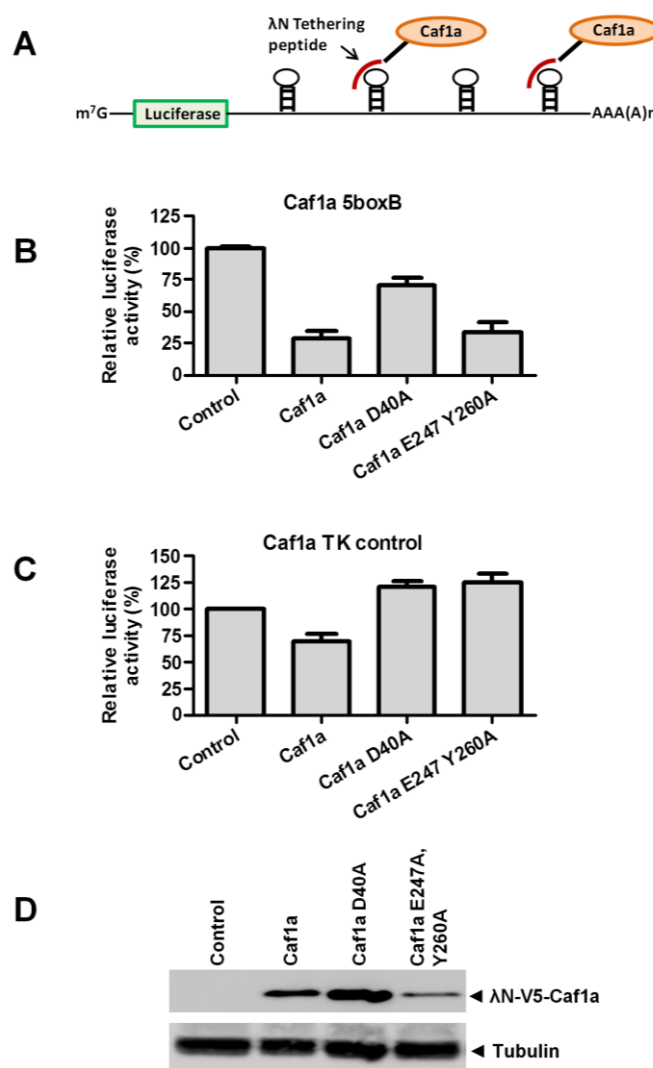 A
λN Tethering
peptide
Caf1a
Caf1a
m⁷G
Luciferase
AAA(A)n
B
Caf1a 5boxB
Relative luciferase
activity (%)
125
100
75
50
25
0
Control
Caf1a
Caf1a D40A
Caf1a E247 Y260A
C
Caf1a TK control
Relative luciferase
activity (%)
150
125
100
75
50
25
0
Control
Caf1a
Caf1a D40A
Caf1a E247 Y260A
D
Control
Caf1a
Caf1a D40A
Caf1a E247A,
Y260A
λN-V5-Caf1a
Tubulin